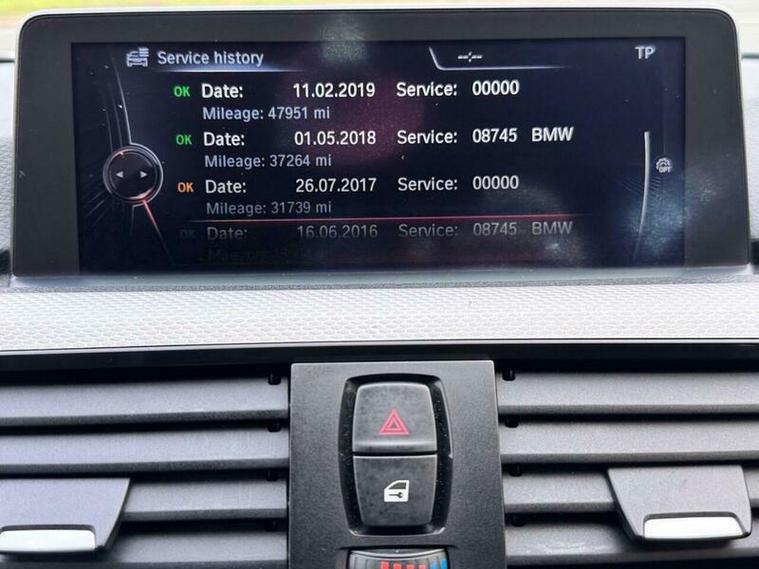 Service history --:-- TP
OK Date: 11.02.2019 Service: 00000
Mileage: 47951 mi
OK Date: 01.05.2018 Service: 08745 BMW
Mileage: 37264 mi
OPT
OK Date: 26.07.2017 Service: 00000
Mileage: 31739 mi
OK Date: 16.06.2016 Service: 08745 BMW